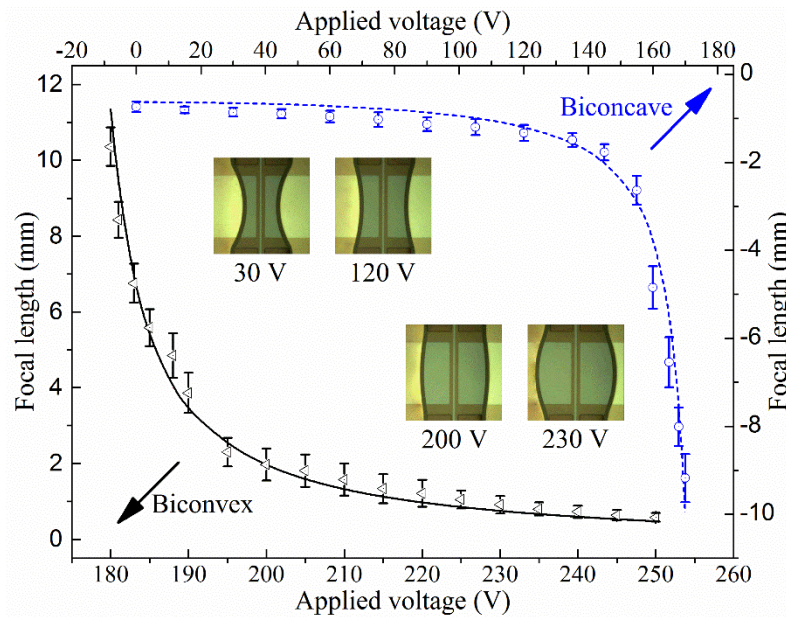 Applied voltage (V)
-20 0 20 40 60 80 100 120 140 160 180
12
10
8
6
4
2
0
Focal length (mm)
0
-2
-4
-6
-8
-10
Focal length (mm)
Biconcave
30 V 120 V
200 V 230 V
Biconvex
180 190 200 210 220 230 240 250 260
Applied voltage (V)